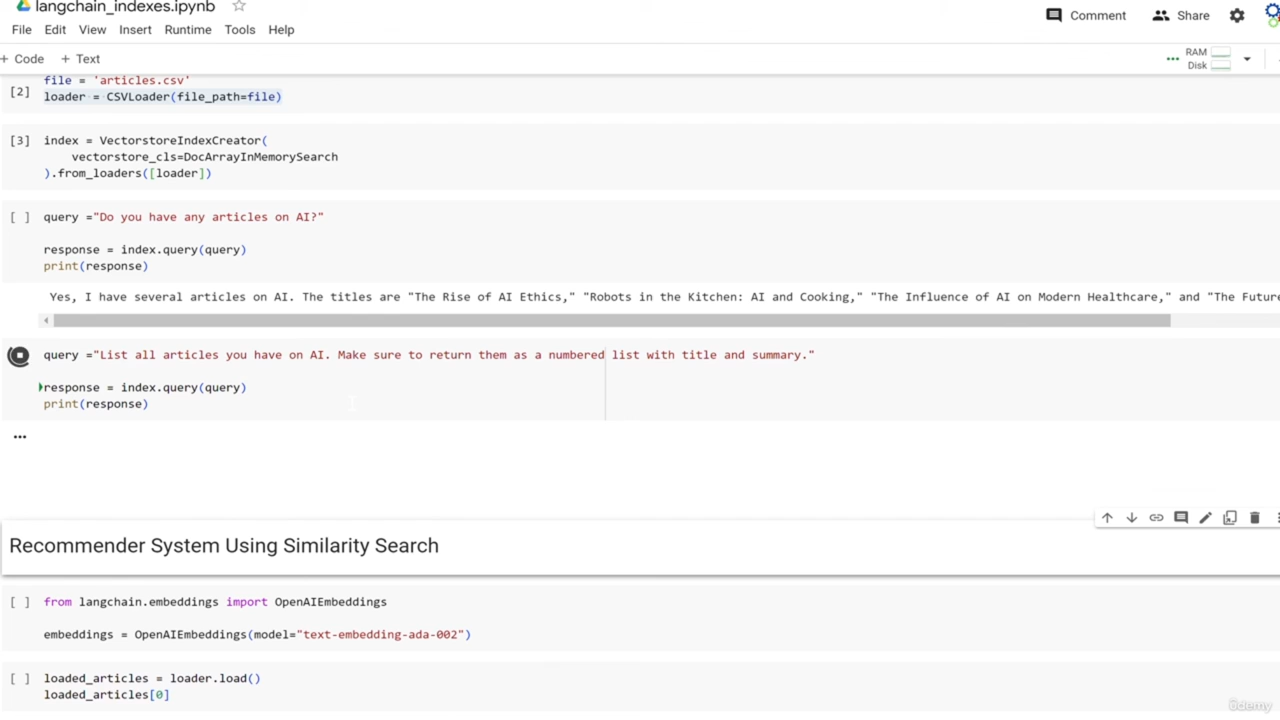 langchain_indexes.ipynb
Comment
Share
File Edit View Insert Runtime Tools Help
+ Code + Text
RAM
Disk
file = 'articles.csv'
[2] loader = CSVLoader(file_path=file)
[3] index = VectorstoreIndexCreator(
vectorstore_cls=DocArrayInMemorySearch
).from_loaders([loader])
[ ] query ="Do you have any articles on AI?"
response = index.query(query)
print(response)
Yes, I have several articles on AI. The titles are "The Rise of AI Ethics," "Robots in the Kitchen: AI and Cooking," "The Influence of AI on Modern Healthcare," and "The Future
query ="List all articles you have on AI. Make sure to return them as a numbered list with title and summary."
response = index.query(query)
print(response)
...
Recommender System Using Similarity Search
[ ] from langchain.embeddings import OpenAIEmbeddings
embeddings = OpenAIEmbeddings(model="text-embedding-ada-002")
[ ] loaded_articles = loader.load()
loaded_articles[0]
ûdemy